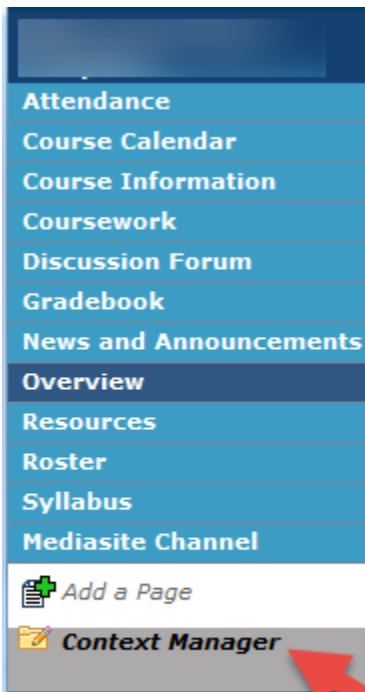 Attendance
Course Calendar
Course Information
Coursework
Discussion Forum
Gradebook
News and Announcements
Overview
Resources
Roster
Syllabus
Mediasite Channel
Add a Page
Context Manager